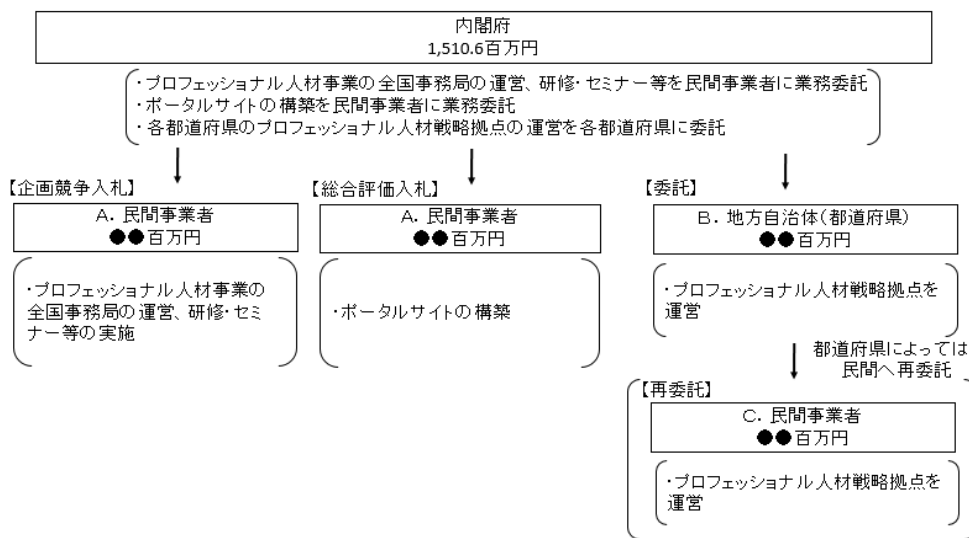 内閣府
1,510.6百万円
・プロフェッショナル人材事業の全国事務局の運営、研修・セミナー等を民間事業者に業務委託
・ポータルサイトの構築を民間事業者に業務委託
・各都道府県のプロフェッショナル人材戦略拠点の運営を各都道府県に委託
【企画競争入札】
A．民間事業者
●●百万円
・プロフェッショナル人材事業の
全国事務局の運営、研修・セミ
ナー等の実施
【総合評価入札】
A．民間事業者
●●百万円
・ポータルサイトの構築
【委託】
B．地方自治体（都道府県）
●●百万円
・プロフェッショナル人材戦略拠点を
運営
都道府県によっては
民間へ再委託
【再委託】
C．民間事業者
●●百万円
・プロフェッショナル人材戦略拠点を
運営